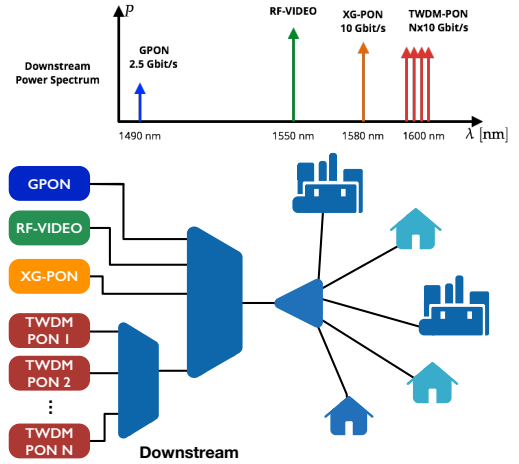 P
RF-VIDEO
XG-PON
10 Gbit/s
TWDM-PON
Nx10 Gbit/s
GPON
2.5 Gbit/s
Downstream
Power Spectrum
1490 nm
1550 nm
1580 nm
1600 nm
λ [nm]
GPON
RF-VIDEO
XG-PON
TWDM
PON 1
TWDM
PON 2
⋮
TWDM
PON N
Downstream